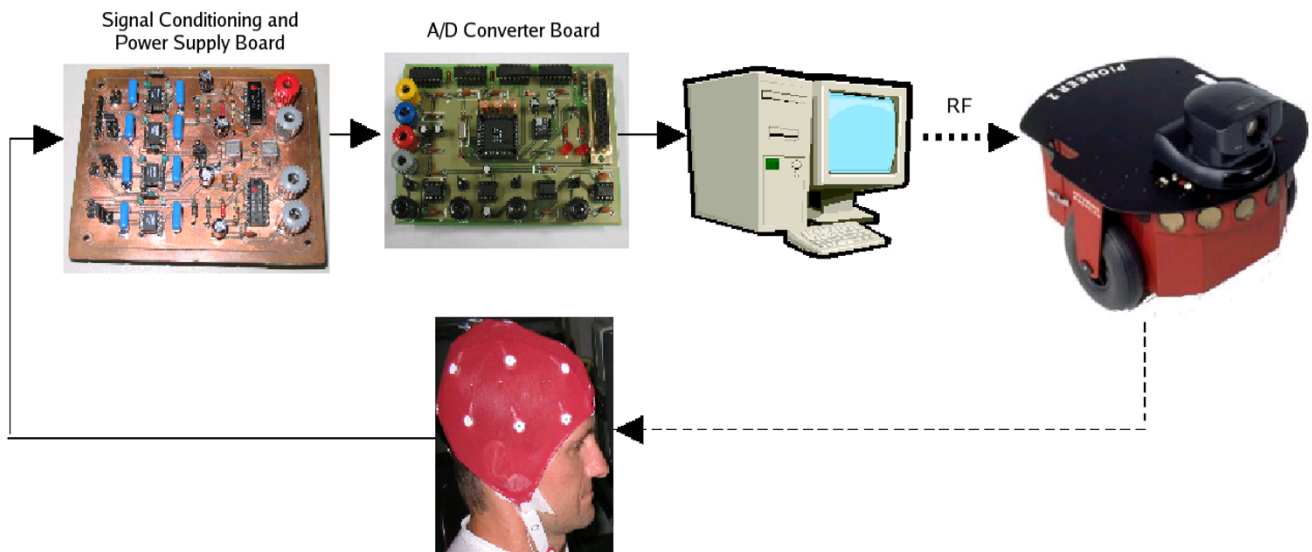 Signal Conditioning and
Power Supply Board
A/D Converter Board
RF
PIONEER 2